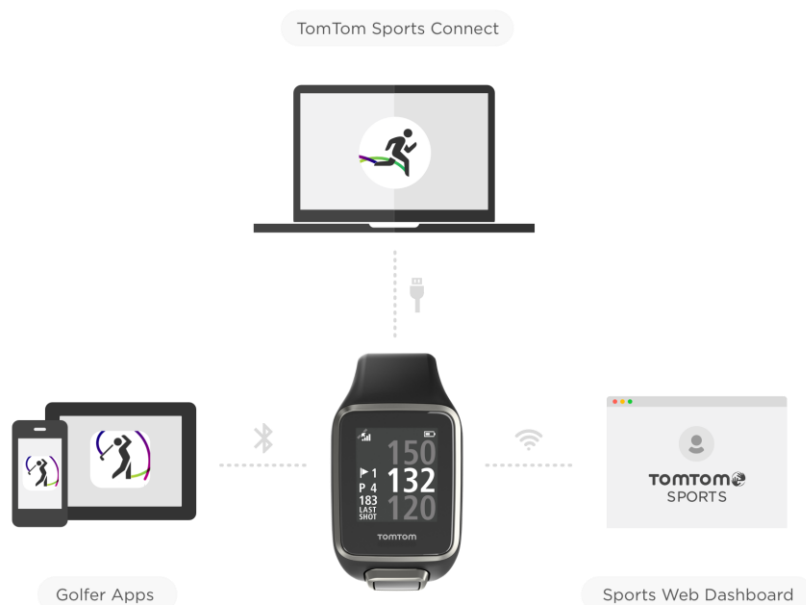 TomTom Sports Connect
150
1 132
P 4
183
LAST
SHOT
120
TOMTOM
TOMTOM
SPORTS
Golfer Apps
Sports Web Dashboard